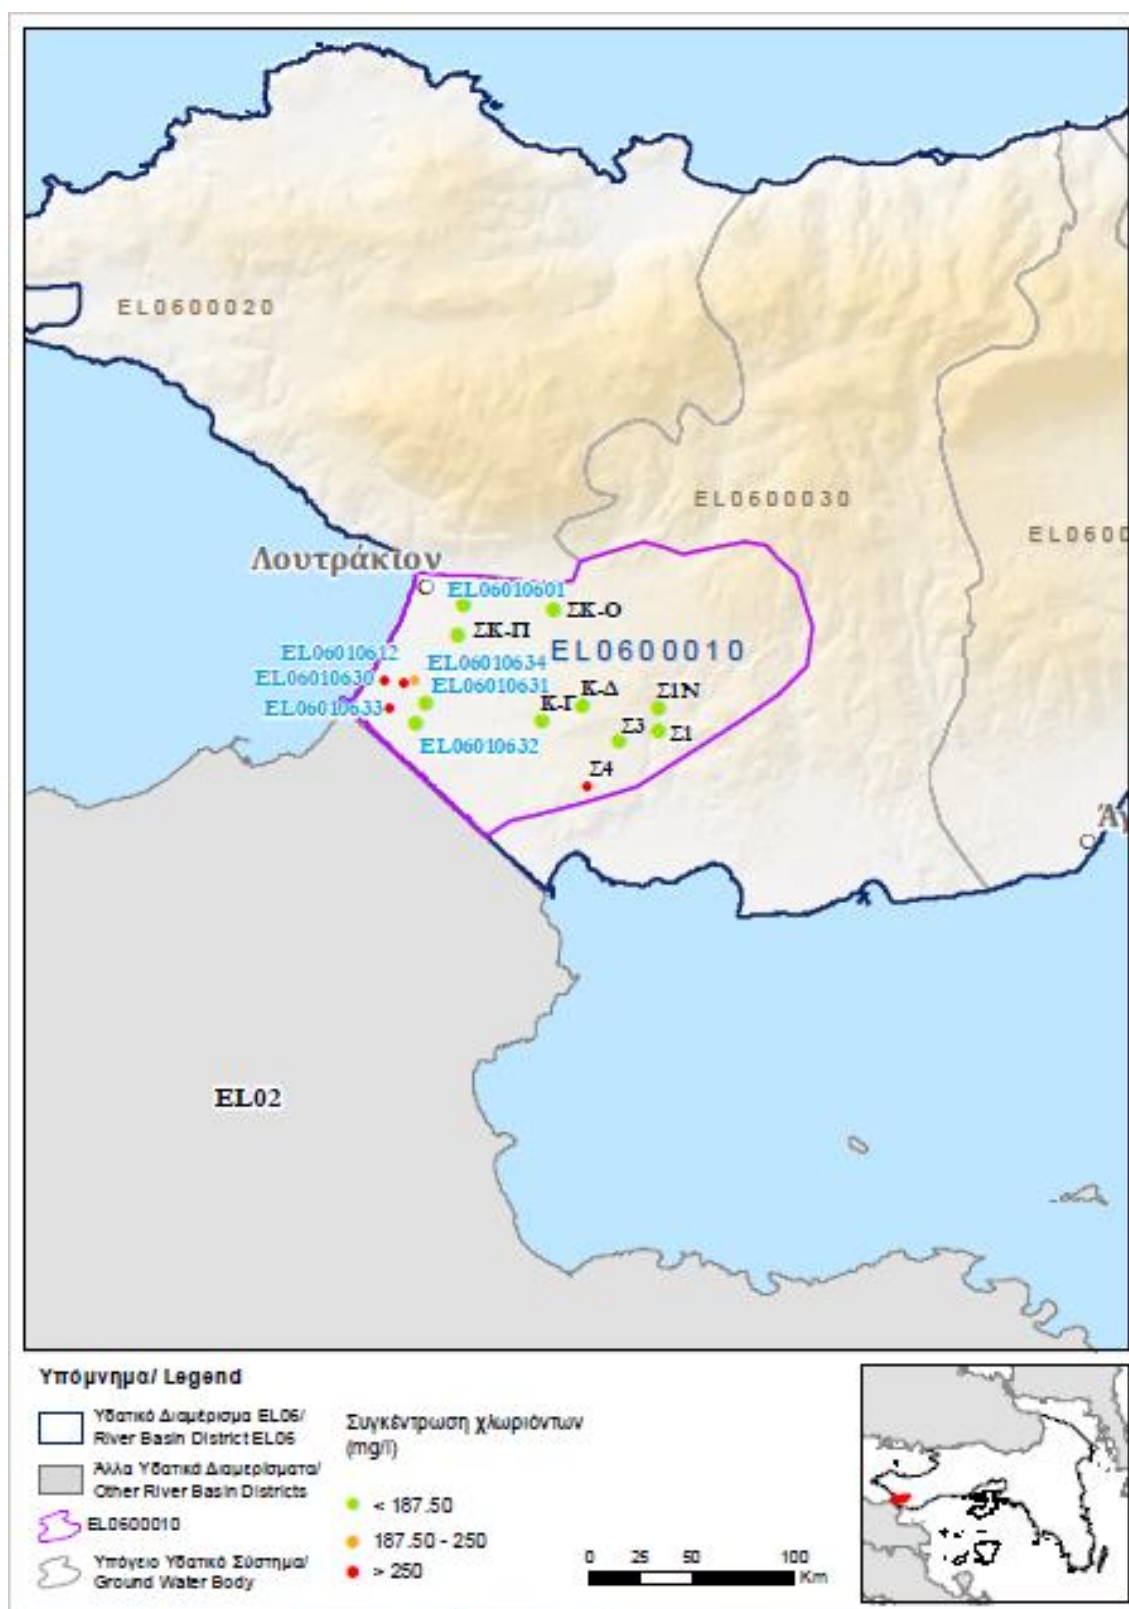 EL0600020
EL0600030
EL0600
Λουτράκιον
EL06010601
ΣΚ-Ο
ΣΚ-Π
EL0600010
EL06010612
EL06010634
EL06010630
EL06010631
Κ-Δ
Σ1Ν
EL06010633
Κ-Γ
Σ3
Σ1
EL06010632
Σ4
Άγ
EL02
Υπόμνημα/ Legend
Υδατικό Διαμέρισμα EL06/
River Basin District EL06
Άλλα Υδατικά Διαμερίσματα/
Other River Basin Districts
EL0600010
Υπόγειο Υδατικό Σύστημα/
Ground Water Body
Συγκέντρωση χλωριόντων
(mg/l)
< 187.50
187.50 - 250
> 250
0 25 50 100
Km